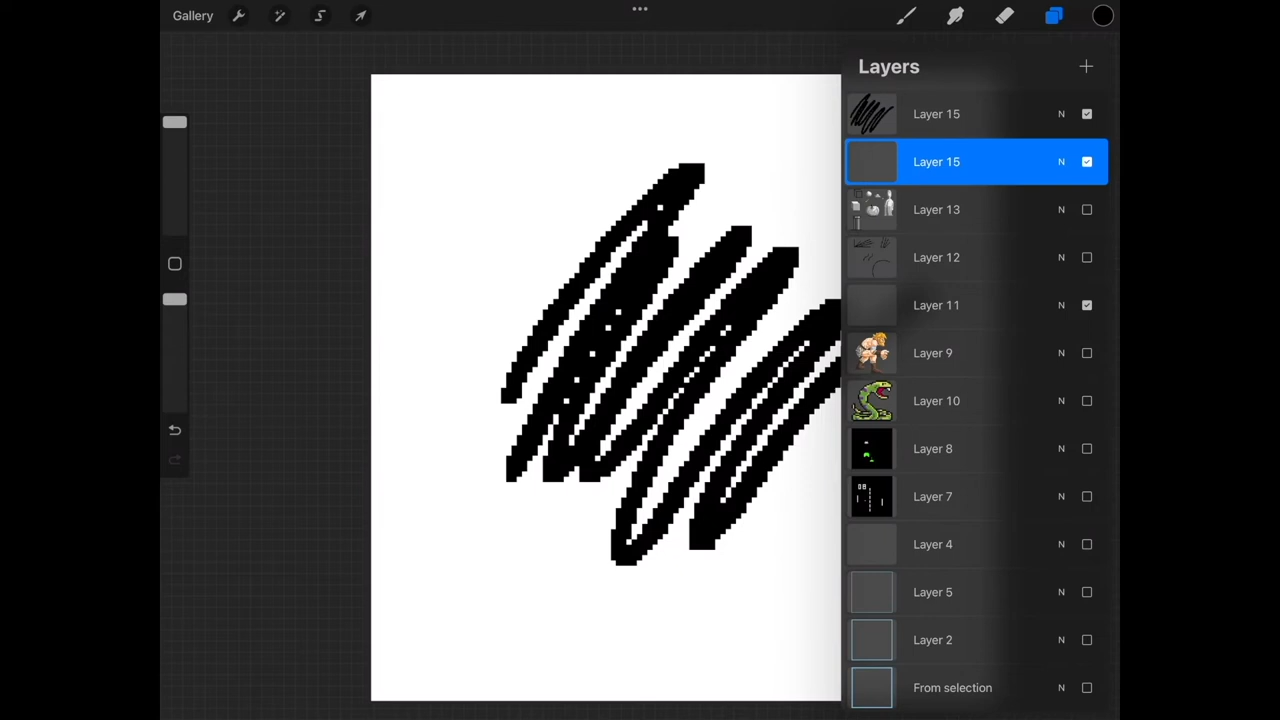 Gallery
Layers
Layer 15 N
Layer 15 N
Layer 13 N
Layer 12 N
Layer 11 N
Layer 9 N
Layer 10 N
Layer 8 N
Layer 7 N
Layer 4 N
Layer 5 N
Layer 2 N
From selection N